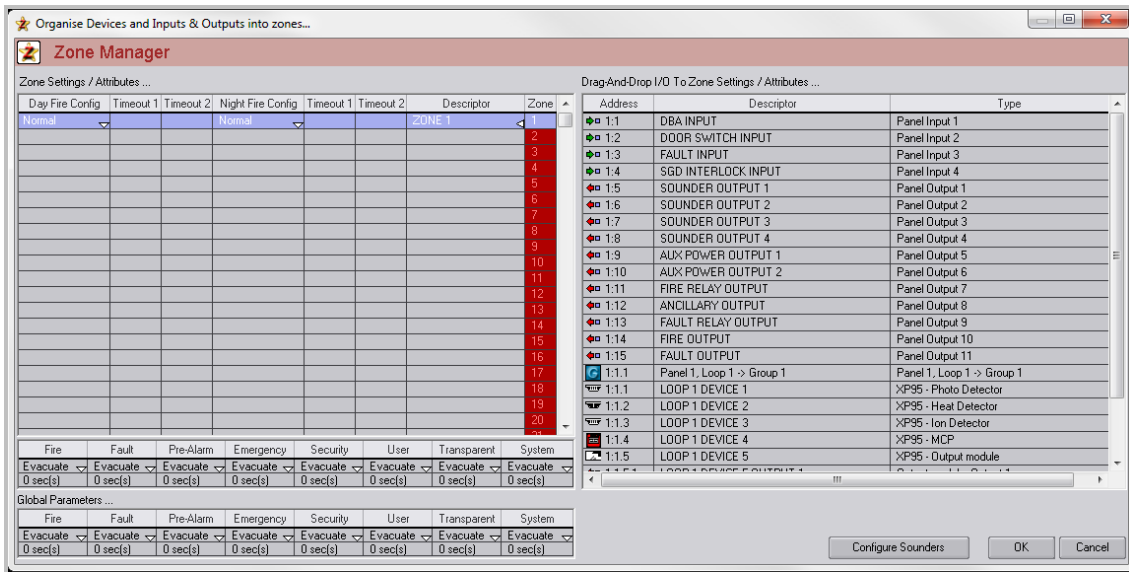 Organise Devices and Inputs & Outputs into zones...
Zone Manager
Zone Settings / Attributes ...
Day Fire Config Timeout 1 Timeout 2 Night Fire Config Timeout 1 Timeout 2 Descriptor Zone
Normal Normal ZONE 1 1
2
3
4
5
6
7
8
9
10
11
12
13
14
15
16
17
18
19
20
21
Fire Fault Pre-Alarm Emergency Security User Transparent System
Evacuate Evacuate Evacuate Evacuate Evacuate Evacuate Evacuate Evacuate
0 sec(s) 0 sec(s) 0 sec(s) 0 sec(s) 0 sec(s) 0 sec(s) 0 sec(s) 0 sec(s)
Global Parameters ...
Fire Fault Pre-Alarm Emergency Security User Transparent System
Evacuate Evacuate Evacuate Evacuate Evacuate Evacuate Evacuate Evacuate
0 sec(s) 0 sec(s) 0 sec(s) 0 sec(s) 0 sec(s) 0 sec(s) 0 sec(s) 0 sec(s)
Drag-And-Drop I/O To Zone Settings / Attributes ...
Address Descriptor Type
1:1 DBA INPUT Panel Input 1
1:2 DOOR SWITCH INPUT Panel Input 2
1:3 FAULT INPUT Panel Input 3
1:4 SGD INTERLOCK INPUT Panel Input 4
1:5 SOUNDER OUTPUT 1 Panel Output 1
1:6 SOUNDER OUTPUT 2 Panel Output 2
1:7 SOUNDER OUTPUT 3 Panel Output 3
1:8 SOUNDER OUTPUT 4 Panel Output 4
1:9 AUX POWER OUTPUT 1 Panel Output 5
1:10 AUX POWER OUTPUT 2 Panel Output 6
1:11 FIRE RELAY OUTPUT Panel Output 7
1:12 ANCILLARY OUTPUT Panel Output 8
1:13 FAULT RELAY OUTPUT Panel Output 9
1:14 FIRE OUTPUT Panel Output 10
1:15 FAULT OUTPUT Panel Output 11
G 1:1.1 Panel 1, Loop 1 -> Group 1 Panel 1, Loop 1 -> Group 1
1:1.1 LOOP 1 DEVICE 1 XP95 - Photo Detector
1:1.2 LOOP 1 DEVICE 2 XP95 - Heat Detector
1:1.3 LOOP 1 DEVICE 3 XP95 - Ion Detector
1:1.4 LOOP 1 DEVICE 4 XP95 - MCP
1:1.5 LOOP 1 DEVICE 5 XP95 - Output module
Configure Sounders OK Cancel